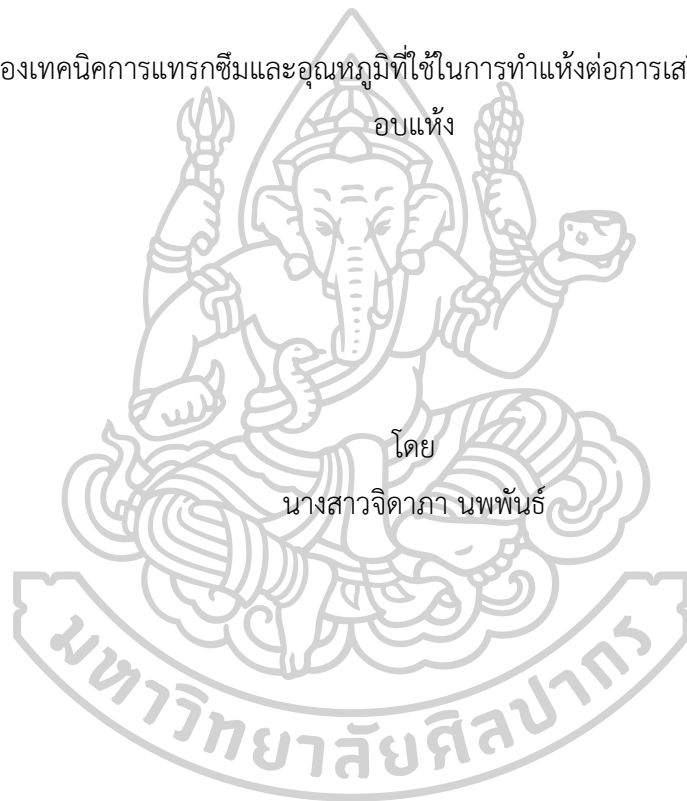 องเทคนิคการแทรกซึมและอุณหภูมิที่ใช้ในการทำแห้งต่อการเส
อบแห้ง
โดย
นางสาวจิดาภา นพพันธ์
มหาวิทยาลัยศิลปากร